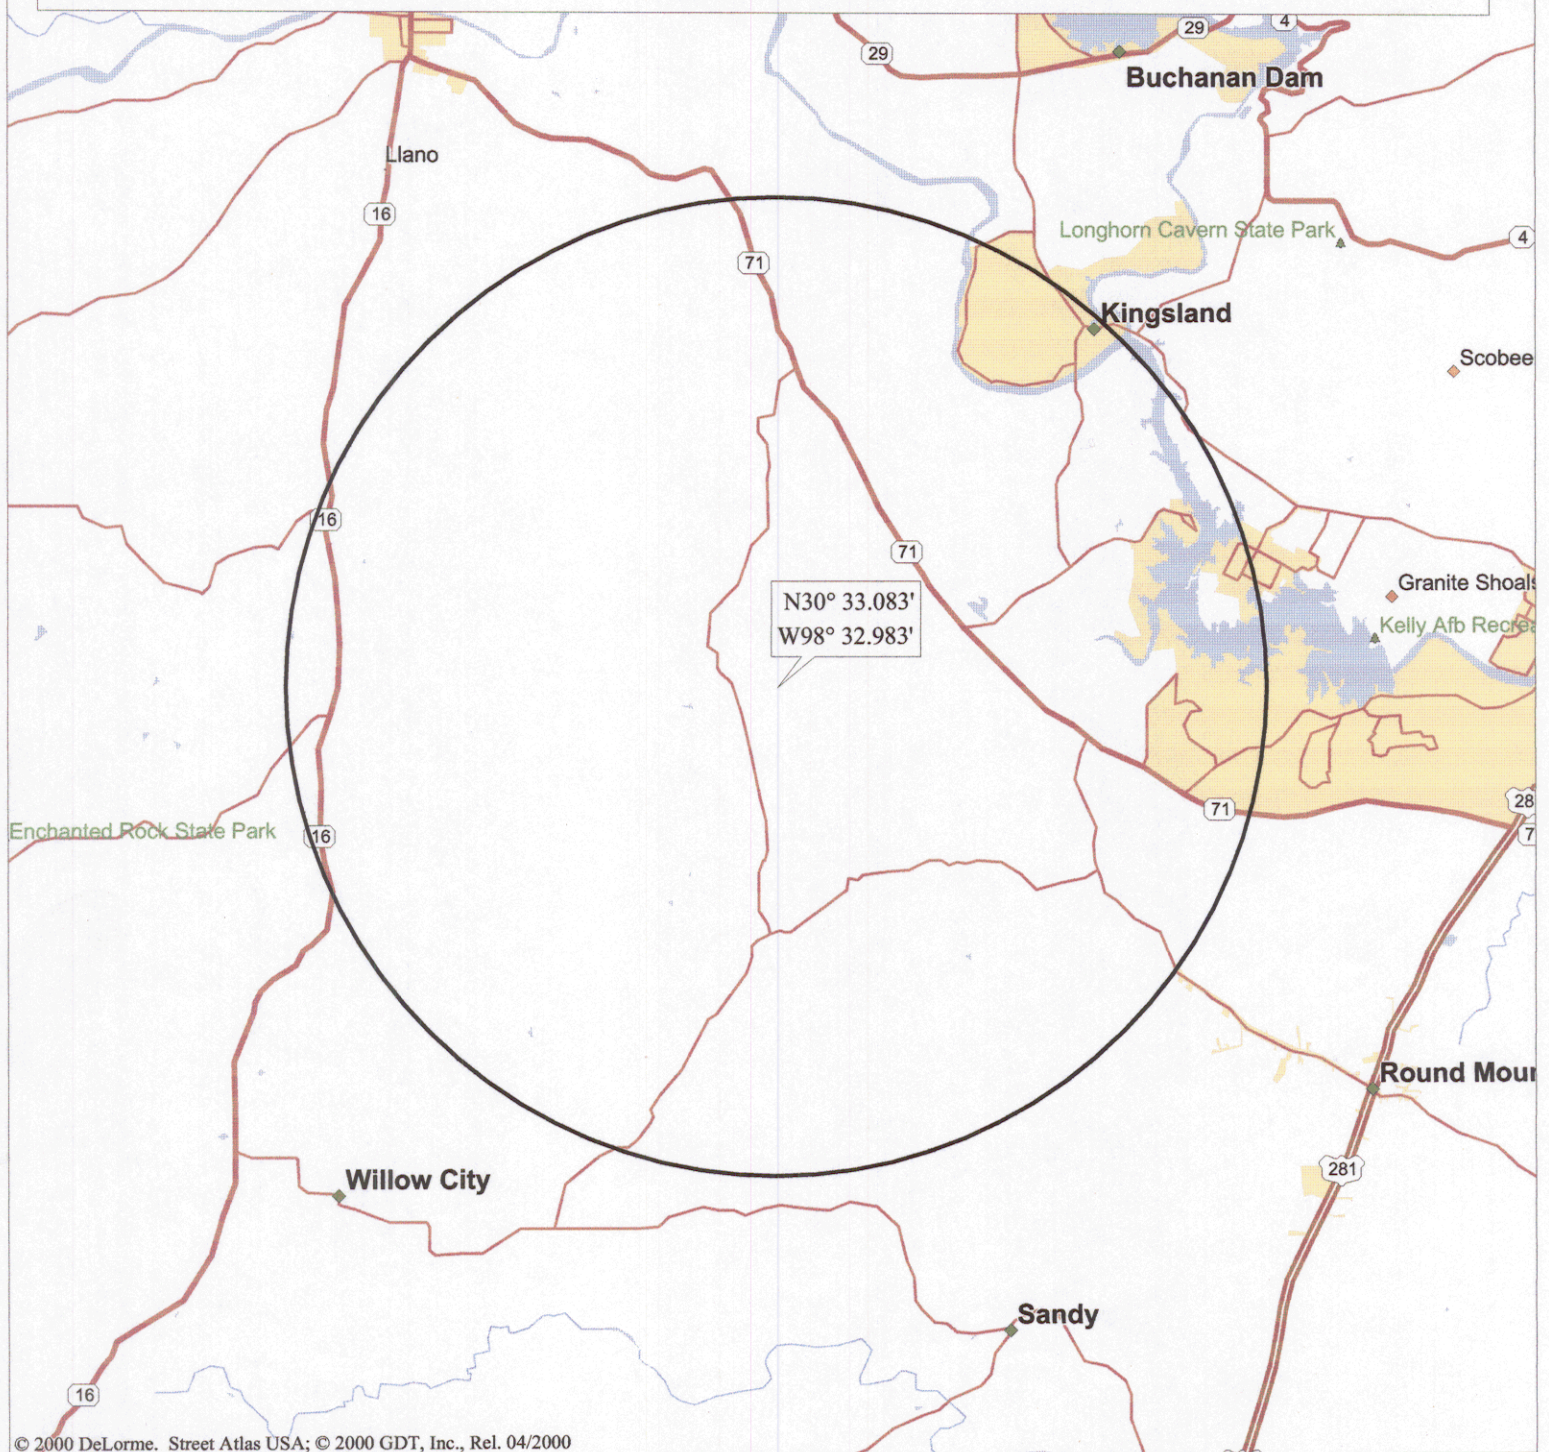 29
4
29
Buchanan Dam
Llano
16
Longhorn Cavern State Park
4
71
Kingsland
Scobee
16
71
Granite Shoals
N30° 33.083'
W98° 32.983'
Kelly Afb Recrea
28
71
7
Enchanted Rock State Park
16
Round Mour
281
Willow City
Sandy
16
© 2000 DeLorme. Street Atlas USA; © 2000 GDT, Inc., Rel. 04/2000